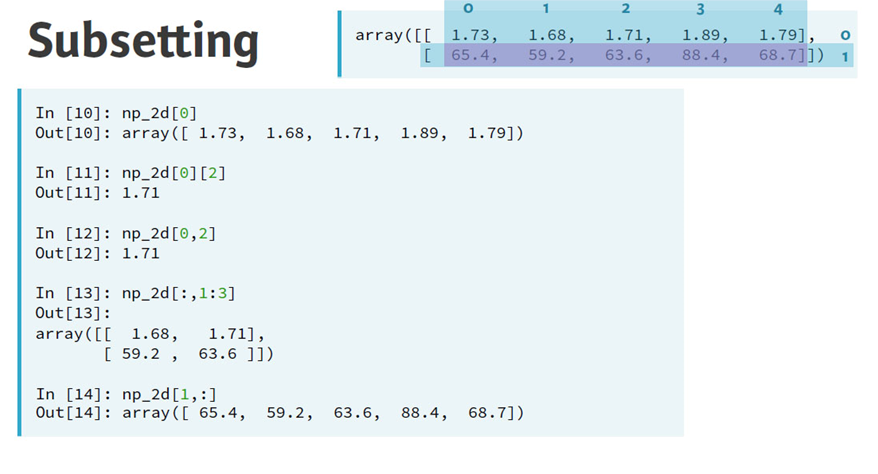 Subsetting
0 1 2 3 4
array([[ 1.73, 1.68, 1.71, 1.89, 1.79], 0
[ 65.4, 59.2, 63.6, 88.4, 68.7]]) 1
In [10]: np_2d[0]
Out[10]: array([ 1.73, 1.68, 1.71, 1.89, 1.79])
In [11]: np_2d[0][2]
Out[11]: 1.71
In [12]: np_2d[0,2]
Out[12]: 1.71
In [13]: np_2d[:,1:3]
Out[13]:
array([[ 1.68, 1.71],
[ 59.2 , 63.6 ]])
In [14]: np_2d[1,:]
Out[14]: array([ 65.4, 59.2, 63.6, 88.4, 68.7])